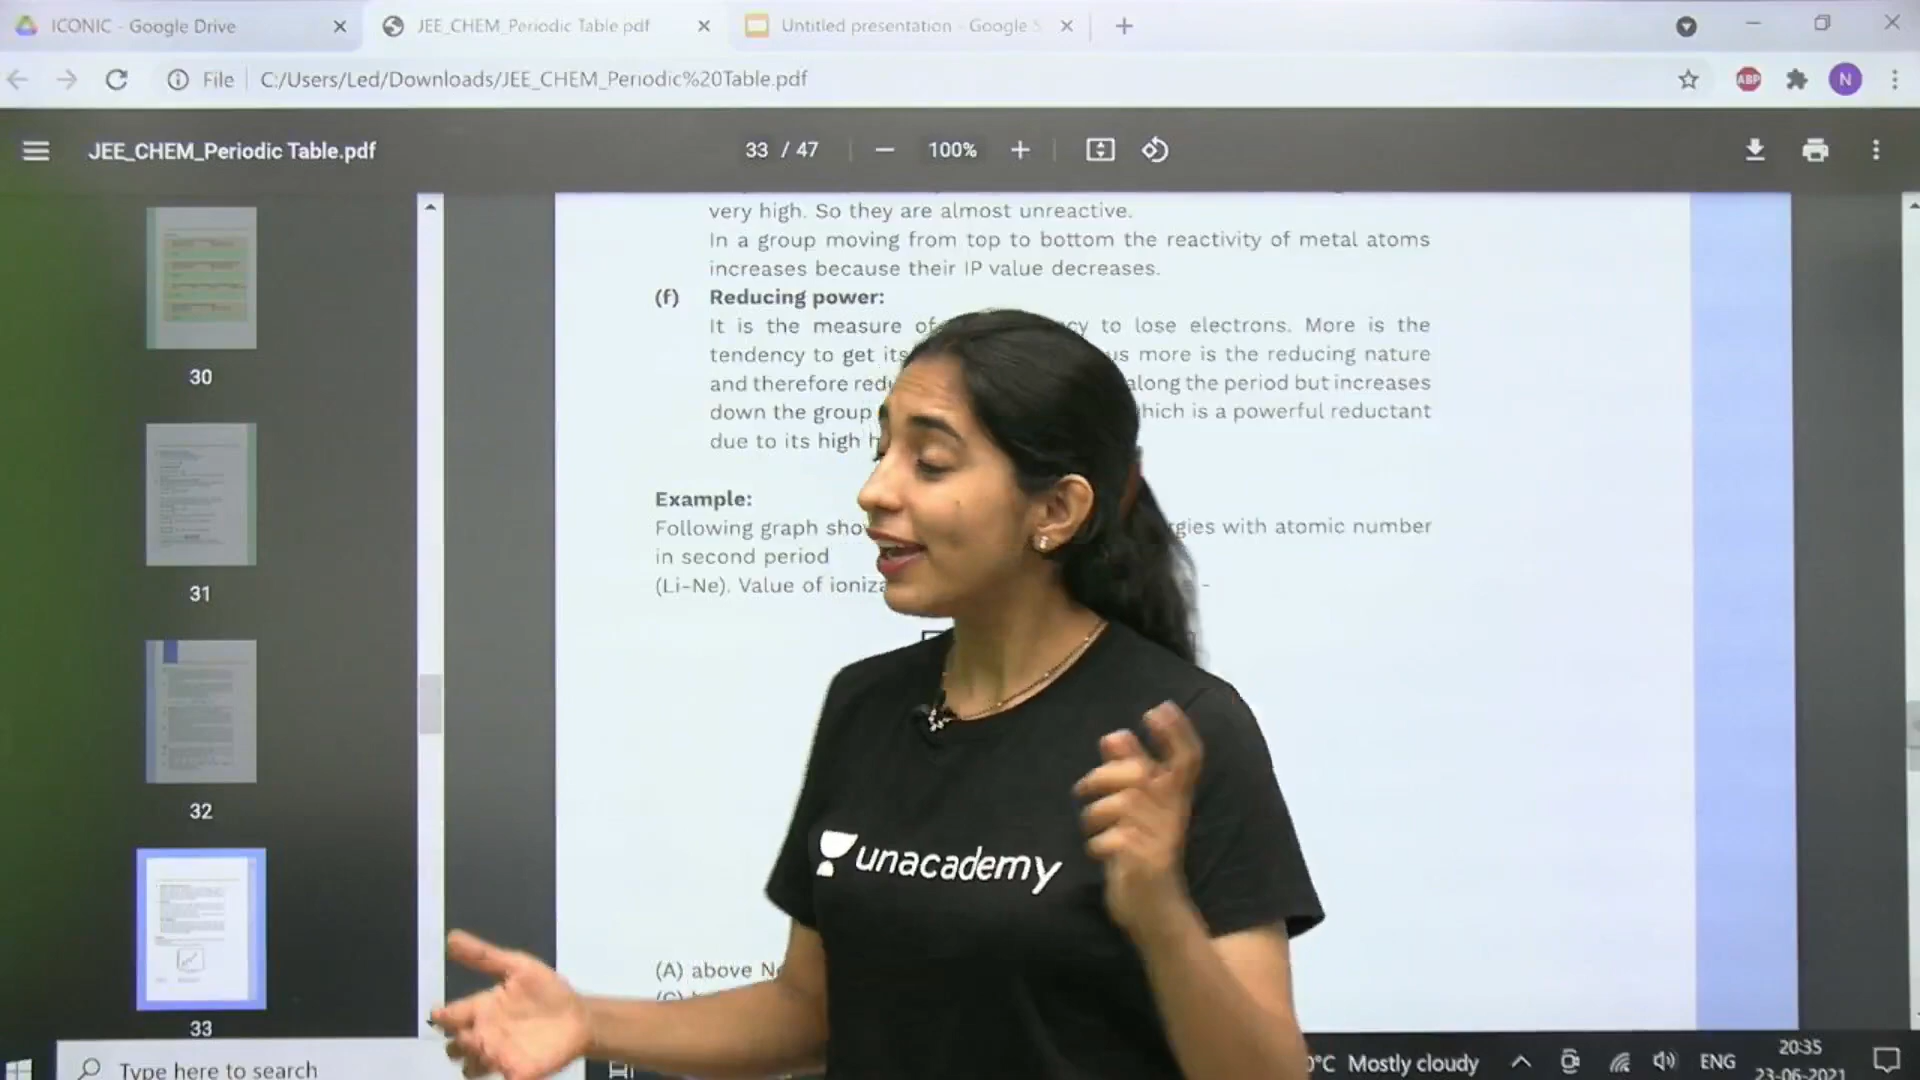 ICONIC - Google Drive
JEE_CHEM_Periodic Table.pdf
Untitled presentation - Google S
File
C:/Users/Led/Downloads/JEE_CHEM_Periodic%20Table.pdf
ABP
N
JEE_CHEM_Periodic Table.pdf
33 / 47
100%
30
31
32
33
very high. So they are almost unreactive.
In a group moving from top to bottom the reactivity of metal atoms
increases because their IP value decreases.
(f) Reducing power:
It is the measure of to lose electrons. More is the
tendency to get its more is the reducing nature
and therefore along the period but increases
down the group which is a powerful reductant
due to its high
Example:
Following graph with atomic number
in second period
(Li-Ne). Value of -
(A) above
unacademy
Type here to search
Mostly cloudy
ENG
20:35
23-06-2021